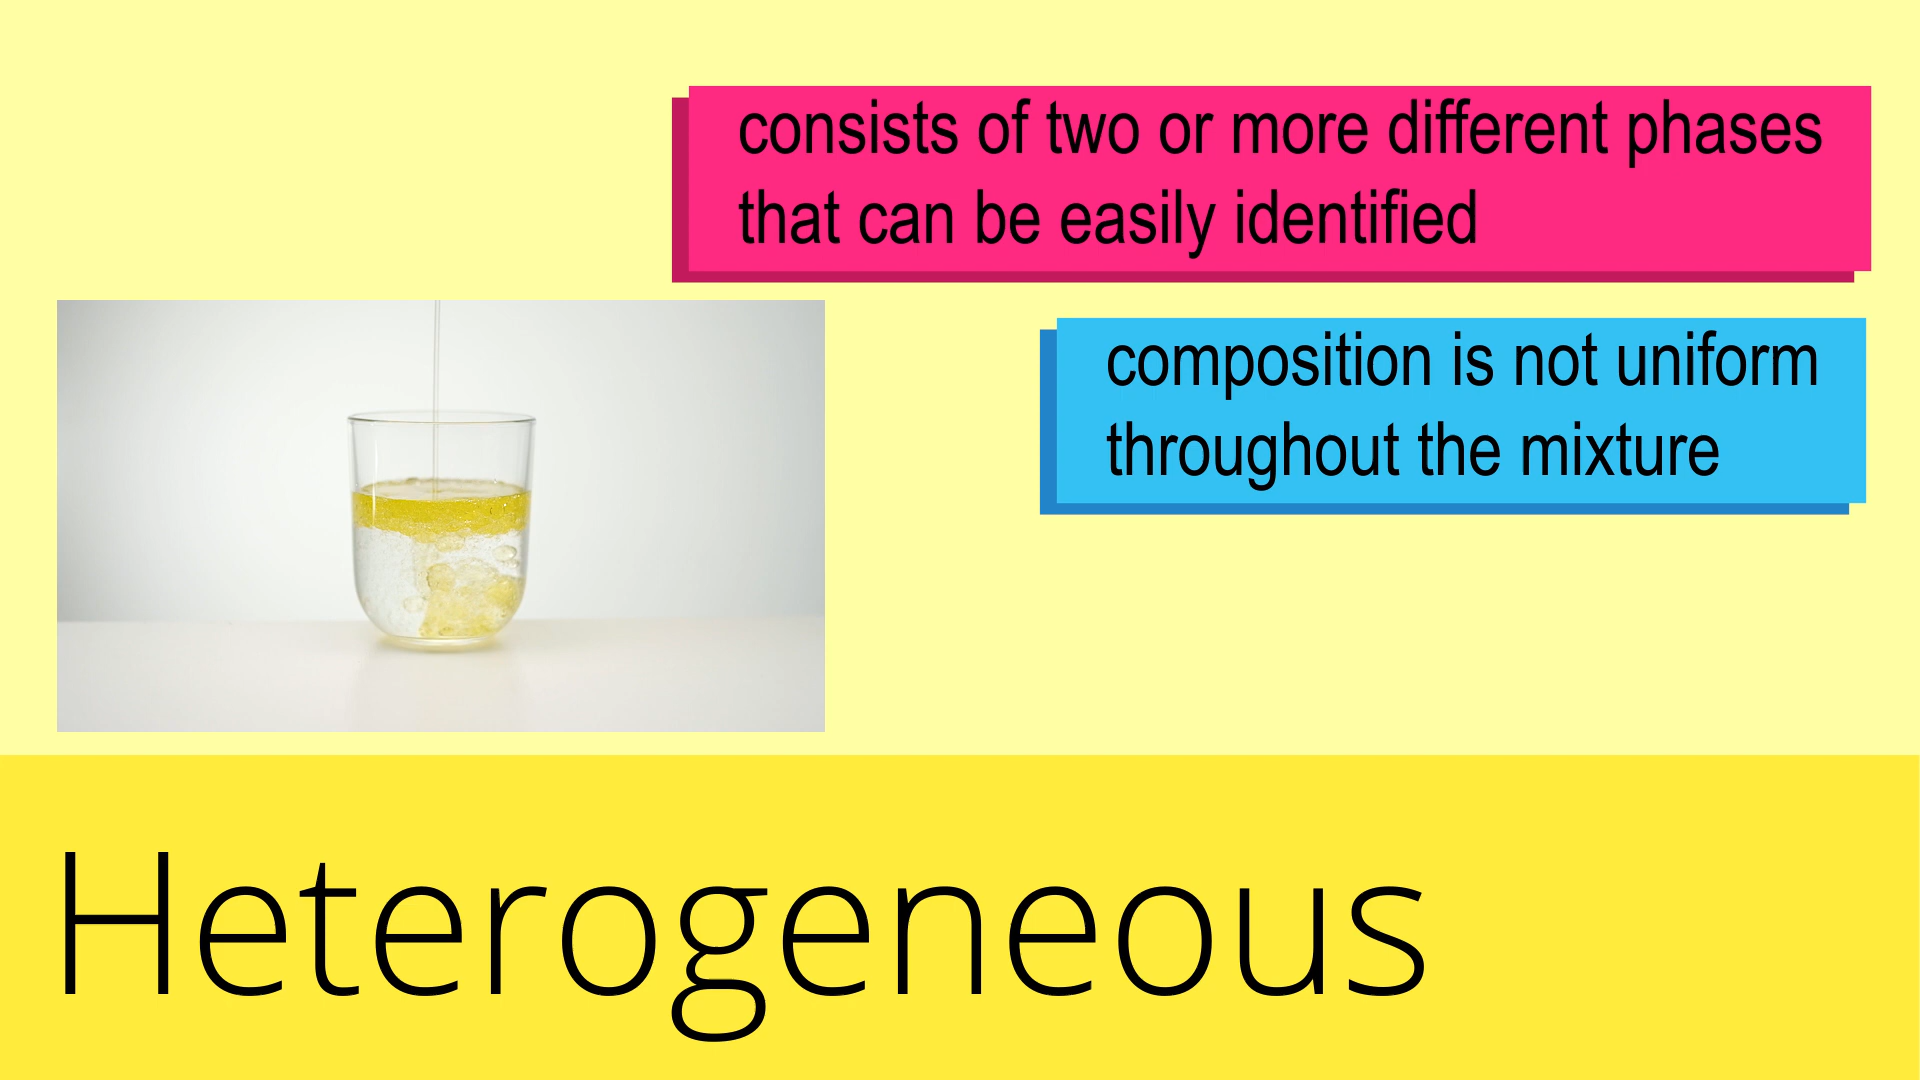 consists of two or more different phases
that can be easily identified
composition is not uniform
throughout the mixture
Heterogeneous